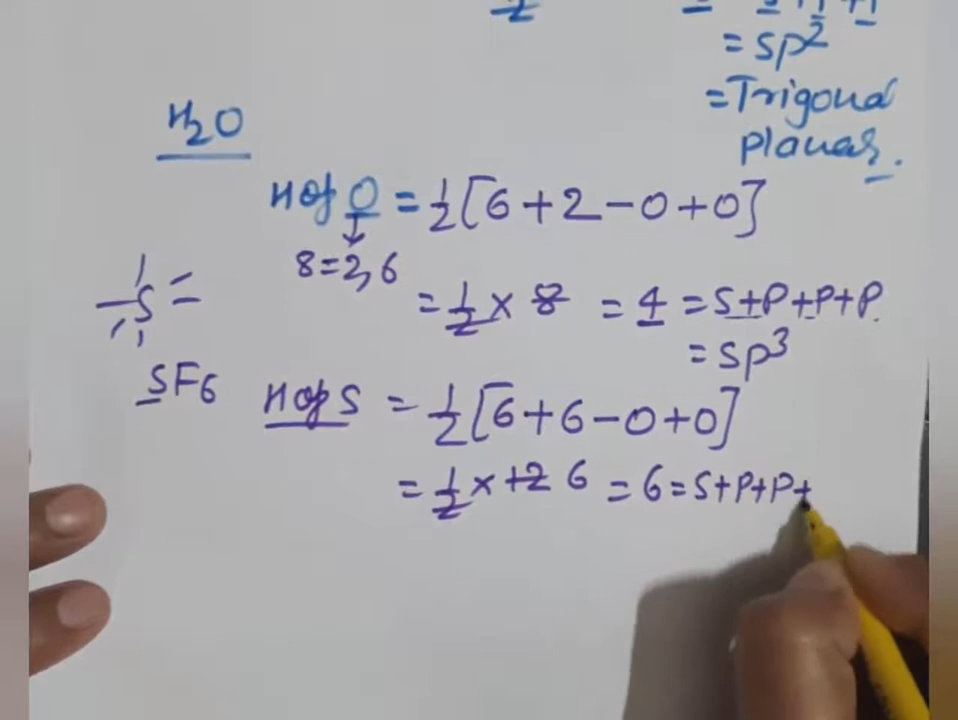 = sp²
= Trigonal
planar.
H₂O
H of O = 1/2 [6+2-0+0]
8=2,6
= 1/2 × 8 = 4 = S+P+P+P
= sp³
S
SF₆
H of S = 1/2 [6+6-0+0]
= 1/2 × 12 6 = 6 = S+P+P+